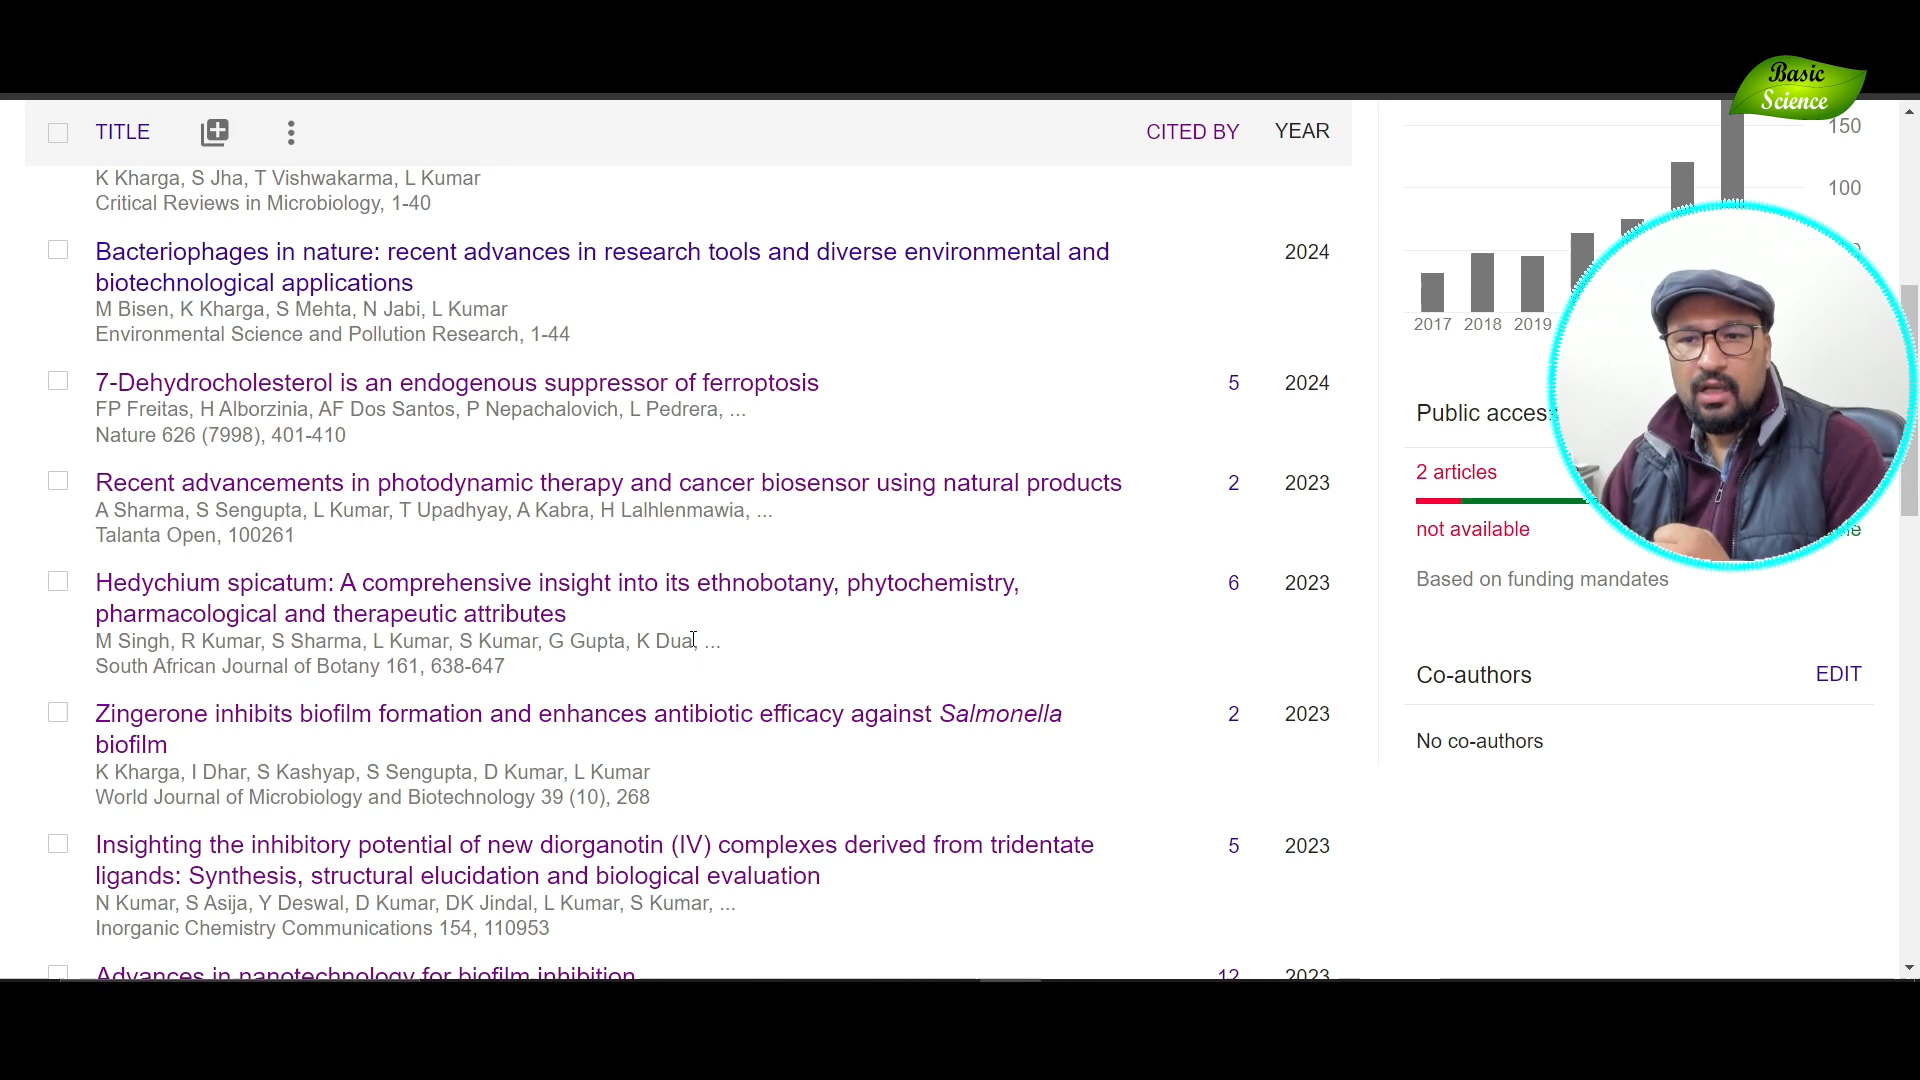 Basic
Science
TITLE
CITED BY
YEAR
K Kharga, S Jha, T Vishwakarma, L Kumar
Critical Reviews in Microbiology, 1-40
Bacteriophages in nature: recent advances in research tools and diverse environmental and
2024
biotechnological applications
M Bisen, K Kharga, S Mehta, N Jabi, L Kumar
Environmental Science and Pollution Research, 1-44
7-Dehydrocholesterol is an endogenous suppressor of ferroptosis
5
2024
FP Freitas, H Alborzinia, AF Dos Santos, P Nepachalovich, L Pedrera, ...
Nature 626 (7998), 401-410
Recent advancements in photodynamic therapy and cancer biosensor using natural products
2
2023
A Sharma, S Sengupta, L Kumar, T Upadhyay, A Kabra, H Lalhlenmawia, ...
Talanta Open, 100261
Hedychium spicatum: A comprehensive insight into its ethnobotany, phytochemistry,
6
2023
pharmacological and therapeutic attributes
M Singh, R Kumar, S Sharma, L Kumar, S Kumar, G Gupta, K Dua, ...
South African Journal of Botany 161, 638-647
Zingerone inhibits biofilm formation and enhances antibiotic efficacy against Salmonella
2
2023
biofilm
K Kharga, I Dhar, S Kashyap, S Sengupta, D Kumar, L Kumar
World Journal of Microbiology and Biotechnology 39 (10), 268
Insighting the inhibitory potential of new diorganotin (IV) complexes derived from tridentate
5
2023
ligands: Synthesis, structural elucidation and biological evaluation
N Kumar, S Asija, Y Deswal, D Kumar, DK Jindal, L Kumar, S Kumar, ...
Inorganic Chemistry Communications 154, 110953
Advances in nanotechnology for biofilm inhibition
12
2023
150
100
2017
2018
2019
Public access
2 articles
not available
Based on funding mandates
Co-authors
EDIT
No co-authors